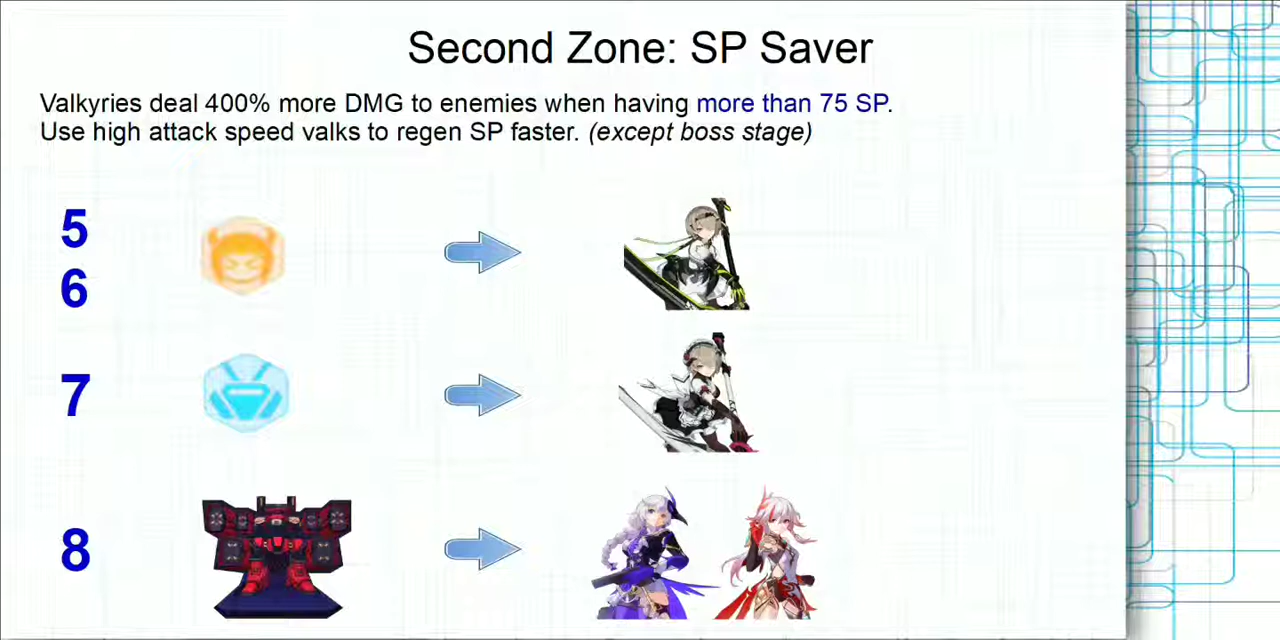 Second Zone: SP Saver
Valkyries deal 400% more DMG to enemies when having more than 75 SP.
Use high attack speed valks to regen SP faster. (except boss stage)
5
6
7
8